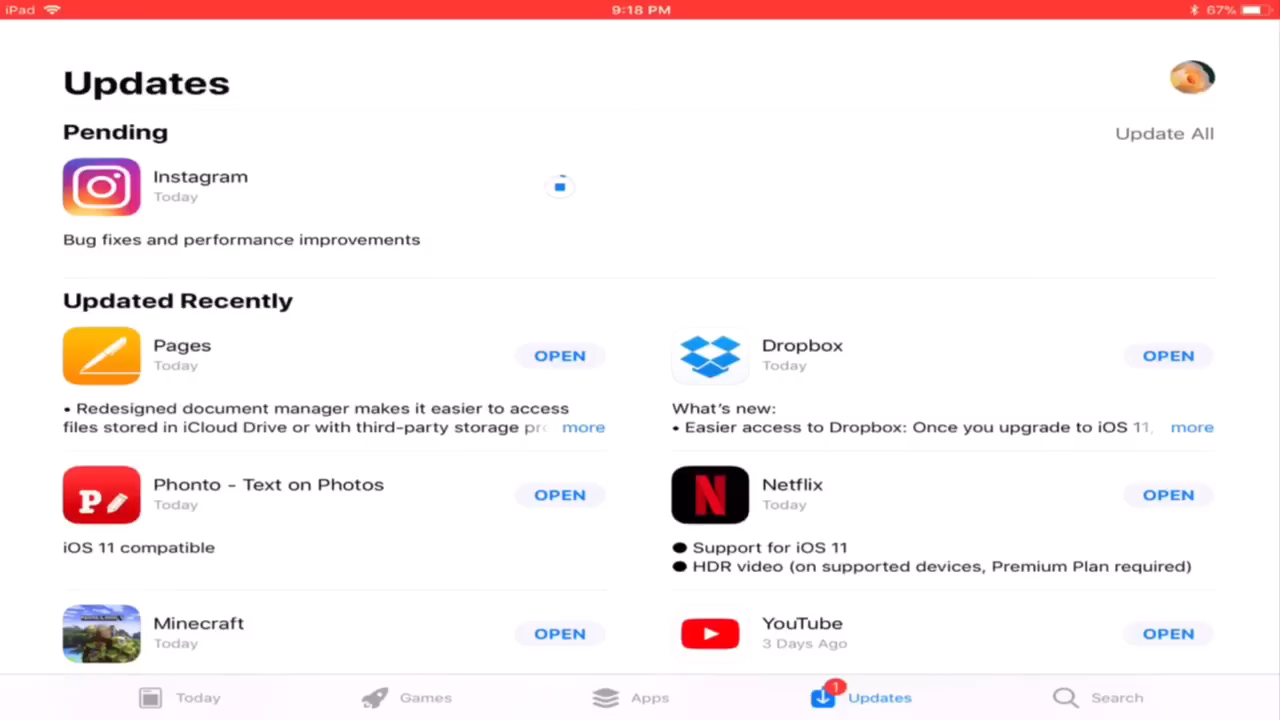 iPad
9:18 PM
67%
Updates
Pending
Update All
Instagram
Today
Bug fixes and performance improvements
Updated Recently
Pages
Today
OPEN
• Redesigned document manager makes it easier to access
files stored in iCloud Drive or with third-party storage more
Dropbox
Today
OPEN
What's new:
• Easier access to Dropbox: Once you upgrade to iOS 11, more
Phonto - Text on Photos
Today
OPEN
iOS 11 compatible
Netflix
Today
OPEN
● Support for iOS 11
● HDR video (on supported devices, Premium Plan required)
Minecraft
Today
OPEN
YouTube
3 Days Ago
OPEN
Today
Games
Apps
1
Updates
Search